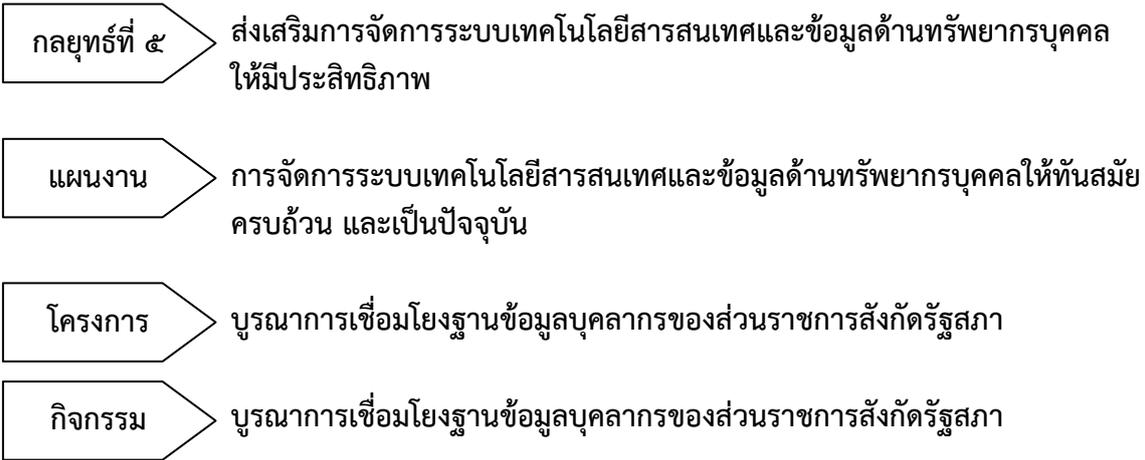 กลยุทธ์ที่ ๕ ส่งเสริมการจัดการระบบเทคโนโลยีสารสนเทศและข้อมูลด้านทรัพยากรบุคคล
ให้มีประสิทธิภาพ
แผนงาน การจัดการระบบเทคโนโลยีสารสนเทศและข้อมูลด้านทรัพยากรบุคคลให้ทันสมัย
ครบถ้วน และเป็นปัจจุบัน
โครงการ บูรณาการเชื่อมโยงฐานข้อมูลบุคลากรของส่วนราชการสังกัดรัฐสภา
กิจกรรม บูรณาการเชื่อมโยงฐานข้อมูลบุคลากรของส่วนราชการสังกัดรัฐสภา